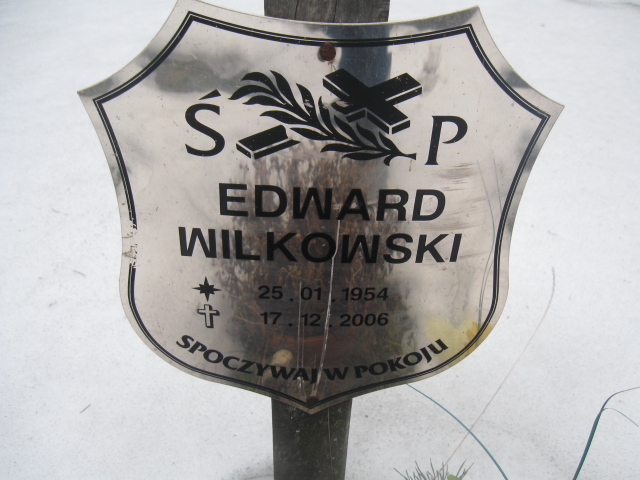 Ś P
EDWARD
WILKOWSKI
25.01.1954
17.12.2006
SPOCZYWAJ W POKOJU